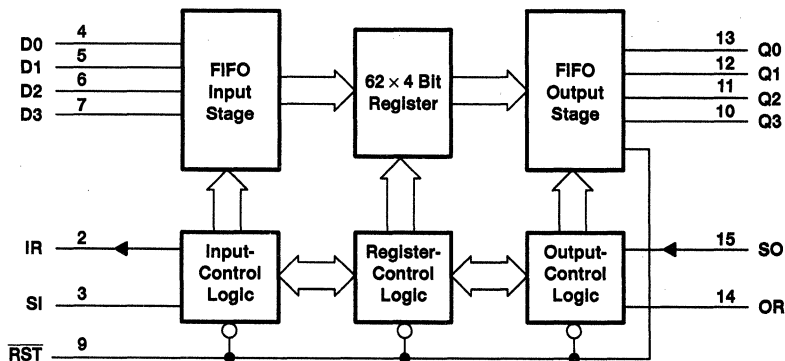 D0 4
D1 5
D2 6
D3 7
FIFO
Input
Stage
62 × 4 Bit
Register
FIFO
Output
Stage
13 Q0
12 Q1
11 Q2
10 Q3
IR 2
SI 3
Input-
Control
Logic
Register-
Control
Logic
Output-
Control
Logic
15 SO
14 OR
R̅S̅T̅ 9